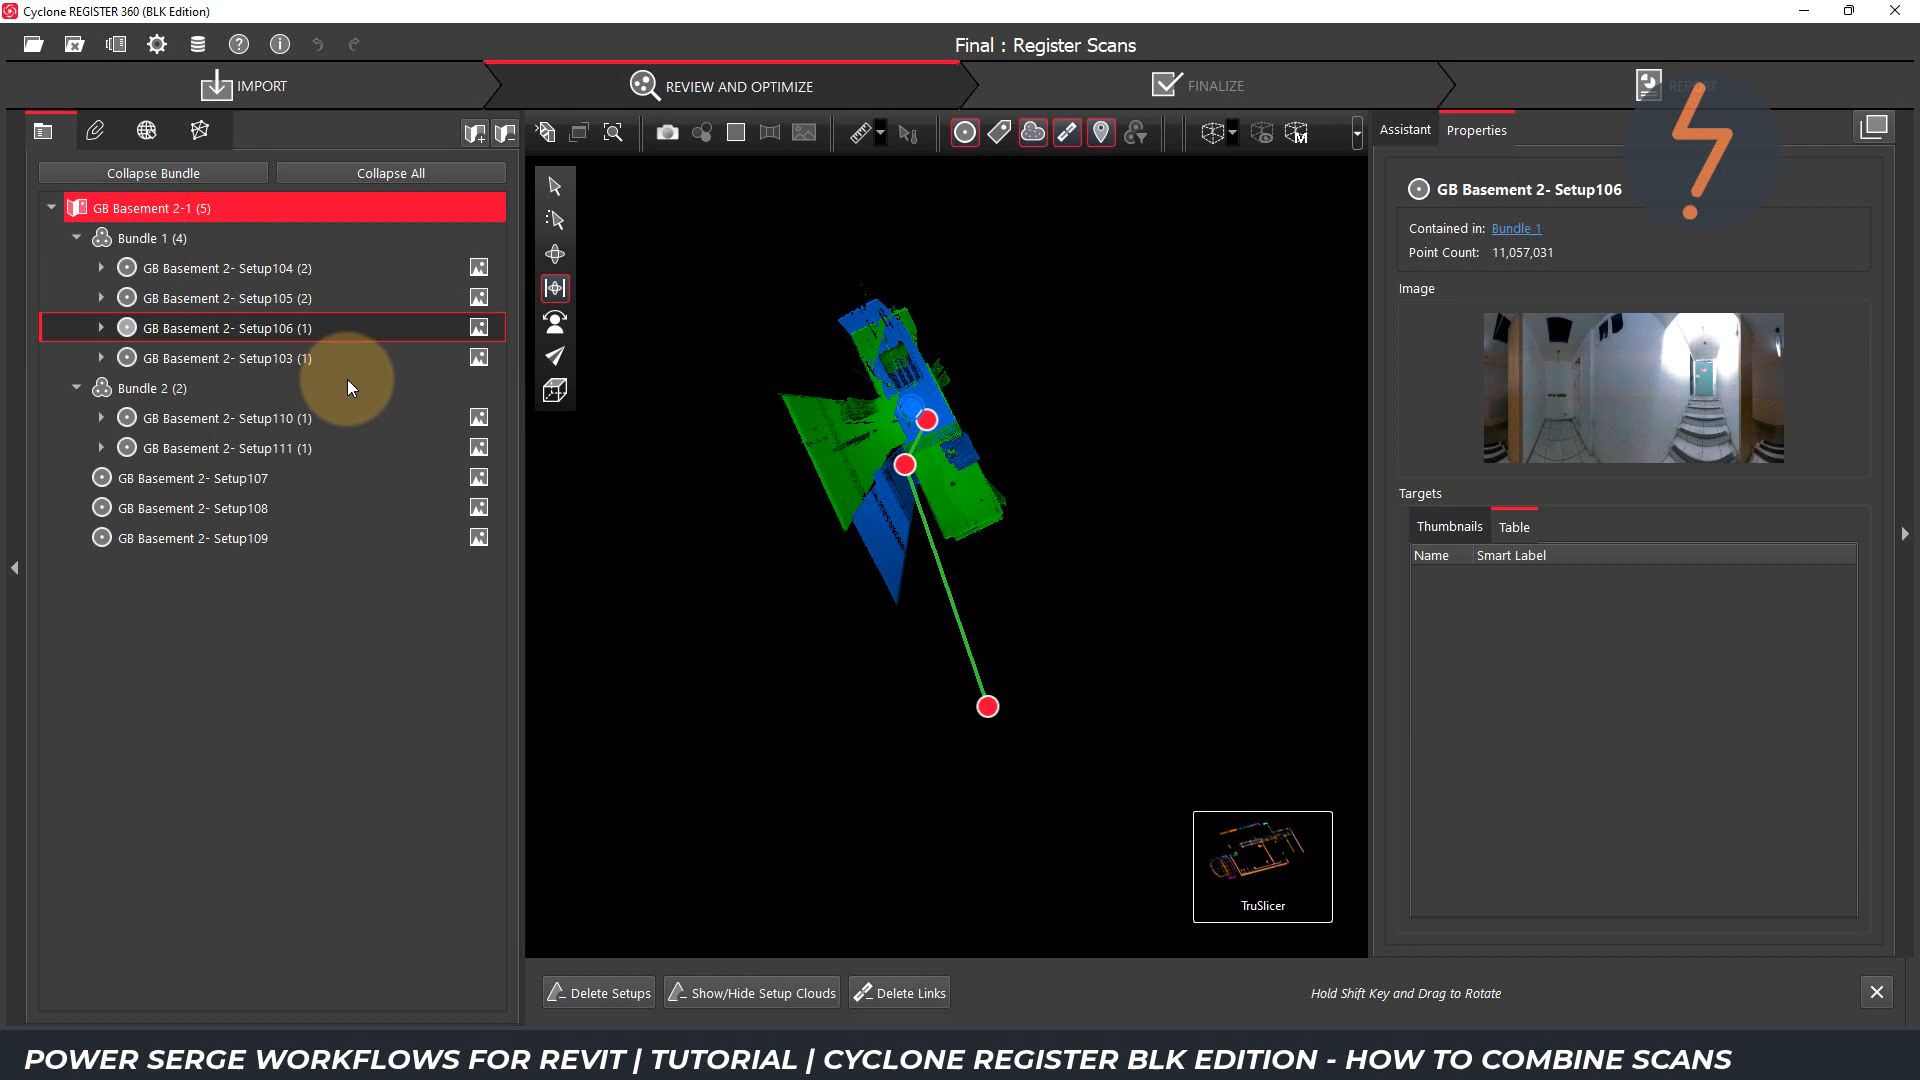 Cyclone REGISTER 360 (BLK Edition)
Final : Register Scans
IMPORT
REVIEW AND OPTIMIZE
FINALIZE
REPORT
Collapse Bundle
Collapse All
Assistant
Properties
GB Basement 2-1 (5)
Bundle 1 (4)
GB Basement 2- Setup104 (2)
GB Basement 2- Setup105 (2)
GB Basement 2- Setup106 (1)
GB Basement 2- Setup103 (1)
Bundle 2 (2)
GB Basement 2- Setup110 (1)
GB Basement 2- Setup111 (1)
GB Basement 2- Setup107
GB Basement 2- Setup108
GB Basement 2- Setup109
TruSlicer
GB Basement 2- Setup106
Contained in: Bundle 1
Point Count: 11,057,031
Image
Targets
Thumbnails
Table
Name
Smart Label
Delete Setups
Show/Hide Setup Clouds
Delete Links
Hold Shift Key and Drag to Rotate
POWER SERGE WORKFLOWS FOR REVIT | TUTORIAL | CYCLONE REGISTER BLK EDITION - HOW TO COMBINE SCANS